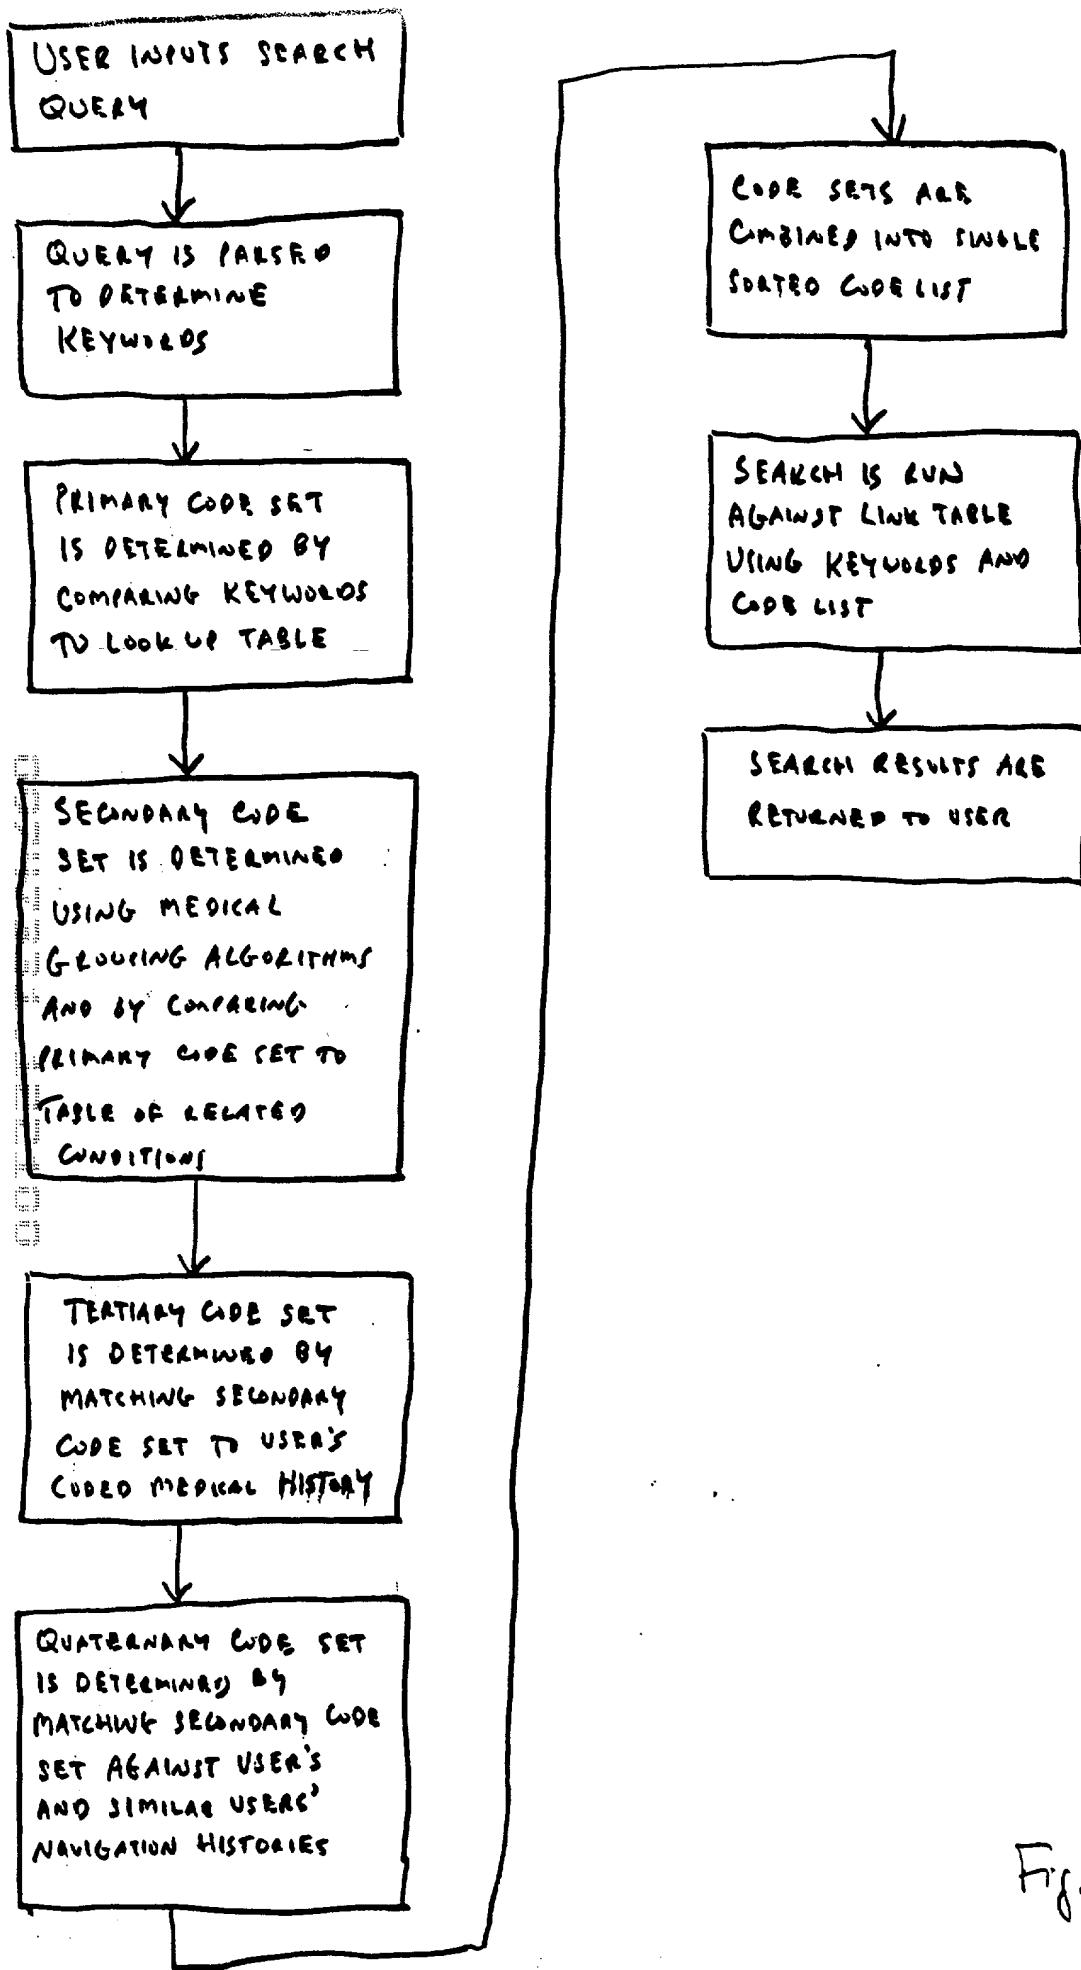 USER INPUTS SEARCH
QUERY
QUERY IS PARSED
TO DETERMINE
KEYWORDS
PRIMARY CODE SET
IS DETERMINED BY
COMPARING KEYWORDS
TO LOOK UP TABLE
SECONDARY CODE
SET IS DETERMINED
USING MEDICAL
GROUPING ALGORITHMS
AND BY COMPARING
PRIMARY CODE SET TO
TABLE OF RELATED
CONDITIONS
TERTIARY CODE SET
IS DETERMINED BY
MATCHING SECONDARY
CODE SET TO USER'S
CODED MEDICAL HISTORY
QUATERNARY CODE SET
IS DETERMINED BY
MATCHING SECONDARY CODE
SET AGAINST USER'S
AND SIMILAR USERS'
NAVIGATION HISTORIES
CODE SETS ARE
COMBINED INTO SINGLE
SORTED CODE LIST
SEARCH IS RUN
AGAINST LINK TABLE
USING KEYWORDS AND
CODE LIST
SEARCH RESULTS ARE
RETURNED TO USER
Fig.